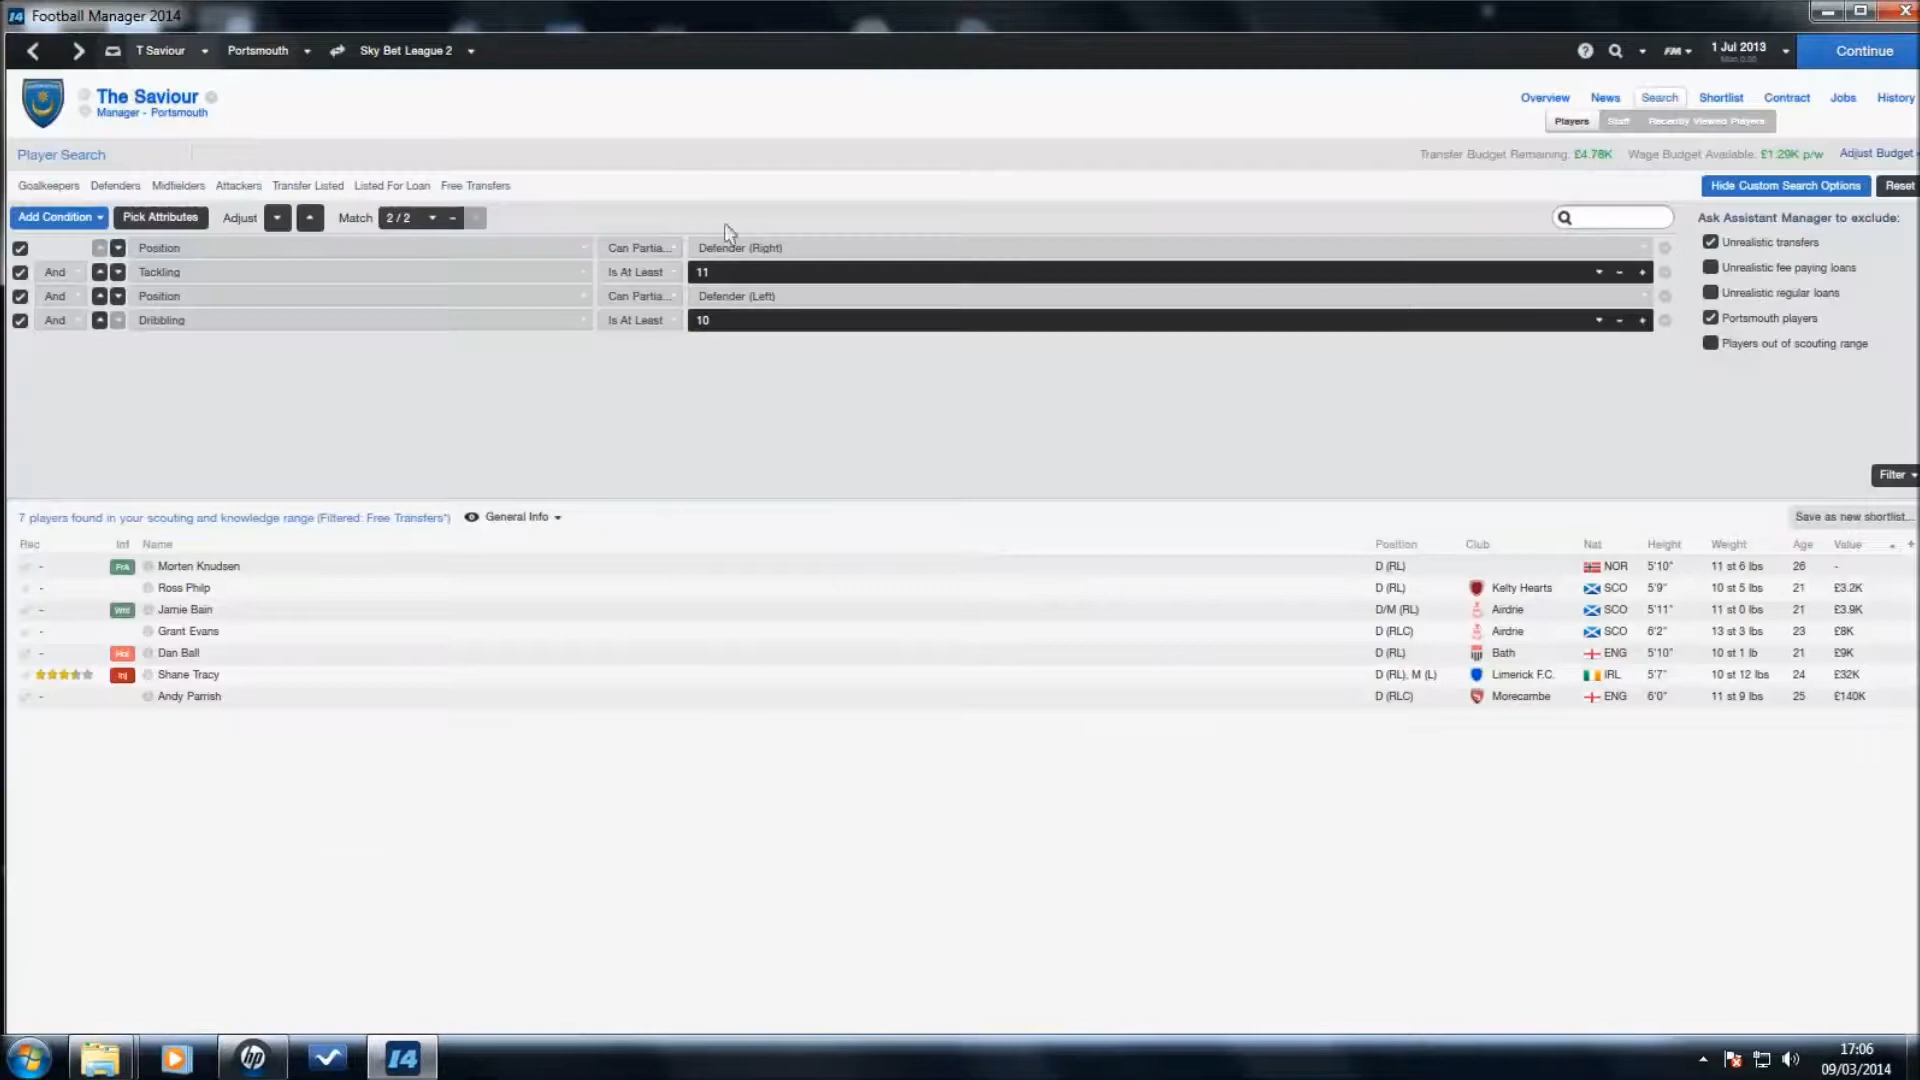 Football Manager 2014
T Saviour Portsmouth Sky Bet League 2 FM 1 Jul 2013 Continue
The Saviour
Manager - Portsmouth
Overview News Search Shortlist Contract Jobs History
Players Staff Recently Viewed Players
Player Search Transfer Budget Remaining: £4.78K Wage Budget Available: £1.29K p/w Adjust Budget
Goalkeepers Defenders Midfielders Attackers Transfer Listed Listed For Loan Free Transfers Hide Custom Search Options Reset
Add Condition Pick Attributes Adjust Match 2 / 2 Ask Assistant Manager to exclude:
Position Can Partia... Defender (Right) Unrealistic transfers
And Tackling Is At Least 11 Unrealistic fee paying loans
And Position Can Partia... Defender (Left) Unrealistic regular loans
And Dribbling Is At Least 10 Portsmouth players
Players out of scouting range
Filter
7 players found in your scouting and knowledge range (Filtered: Free Transfers*) General Info Save as new shortlist...
Rec Inf Name Position Club Nat Height Weight Age Value
- FrA Morten Knudsen D (RL) NOR 5'10" 11 st 6 lbs 26 -
- Ross Philp D (RL) Kelty Hearts SCO 5'9" 10 st 5 lbs 21 £3.2K
- Wnt Jamie Bain D/M (RL) Airdrie SCO 5'11" 11 st 0 lbs 21 £3.9K
- Grant Evans D (RLC) Airdrie SCO 6'2" 13 st 3 lbs 23 £8K
- Hol Dan Ball D (RL) Bath ENG 5'10" 10 st 1 lb 21 £9K
Inj Shane Tracy D (RL), M (L) Limerick F.C. IRL 5'7" 10 st 12 lbs 24 £32K
- Andy Parrish D (RLC) Morecambe ENG 6'0" 11 st 9 lbs 25 £140K
hp 14 17:06
09/03/2014